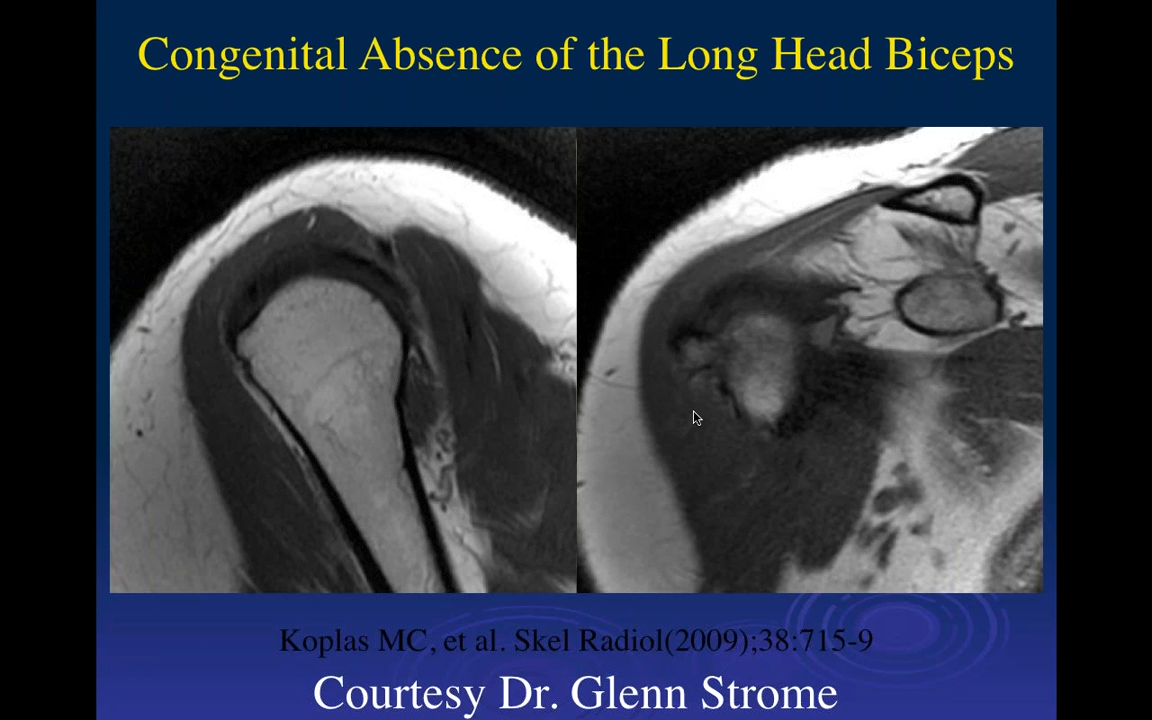 Congenital Absence of the Long Head Biceps
Koplas MC, et al. Skel Radiol(2009);38:715-9
Courtesy Dr. Glenn Strome